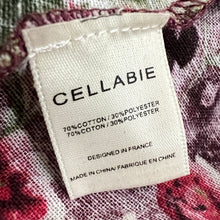 CELLABIE
70%COTTON / 30%POLYESTER
70%COTON / 30%POLYESTER
DESIGNED IN FRANCE
MADE IN CHINA/ FABRIQUE EN CHINE